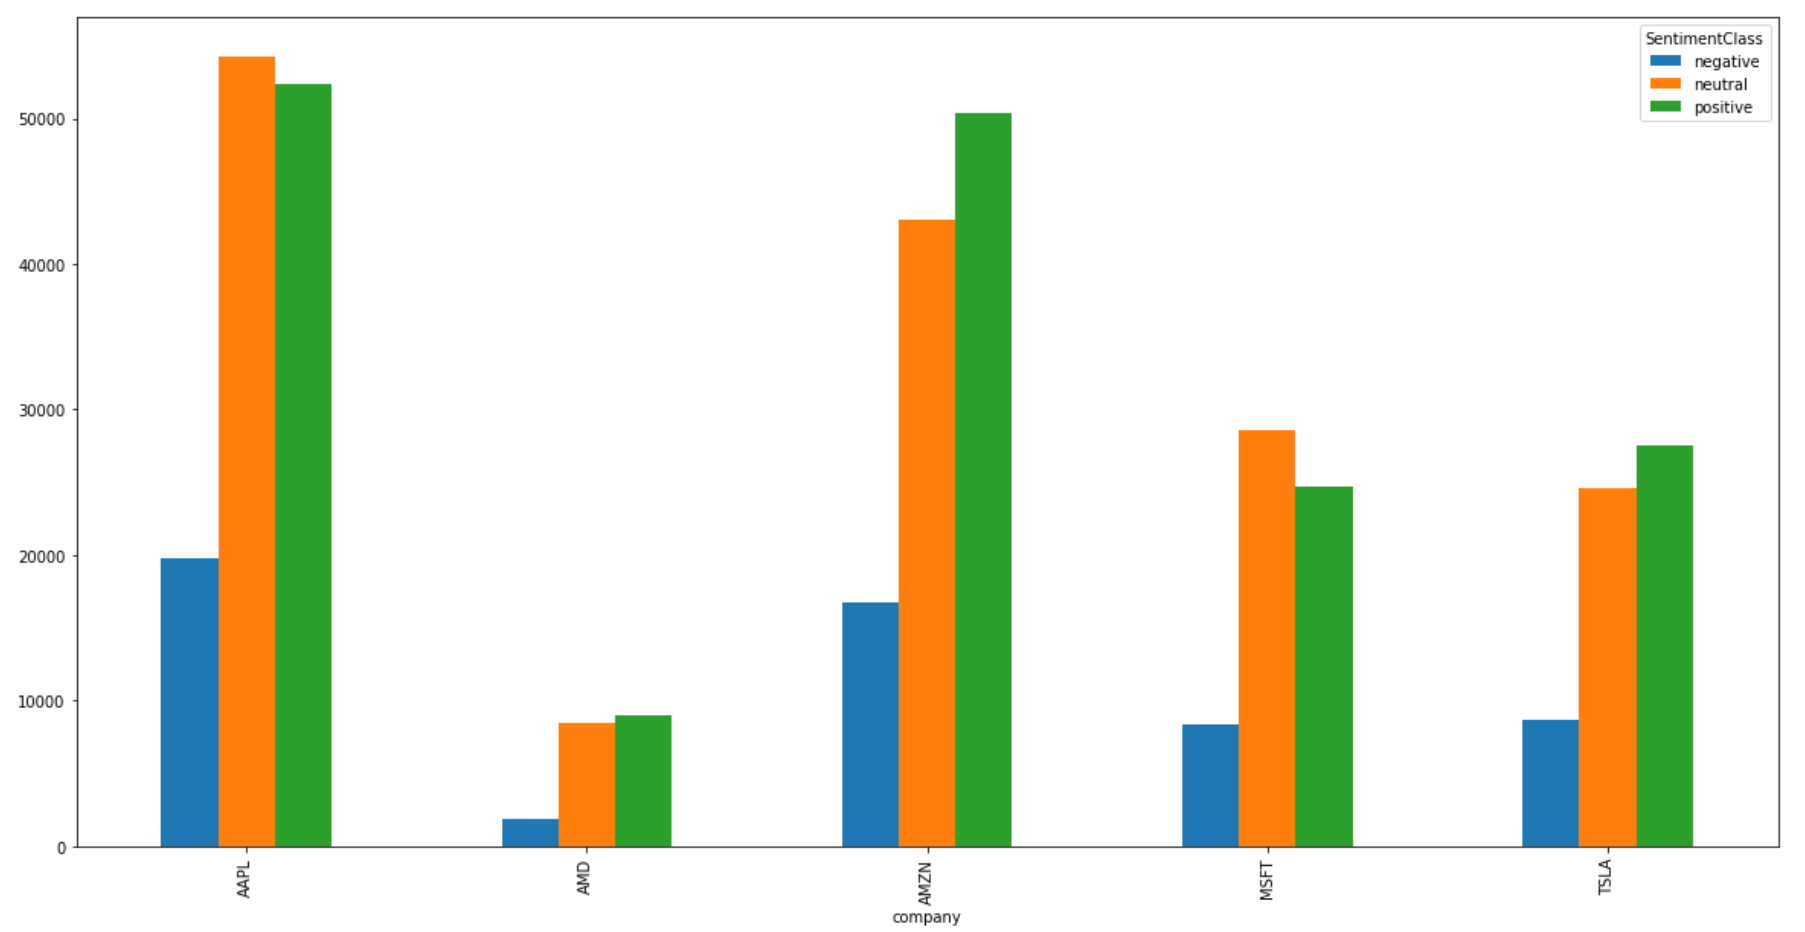 SentimentClass
negative
neutral
positive
50000
40000
30000
20000
10000
0
AAPL
AMD
AMZN
MSFT
TSLA
company